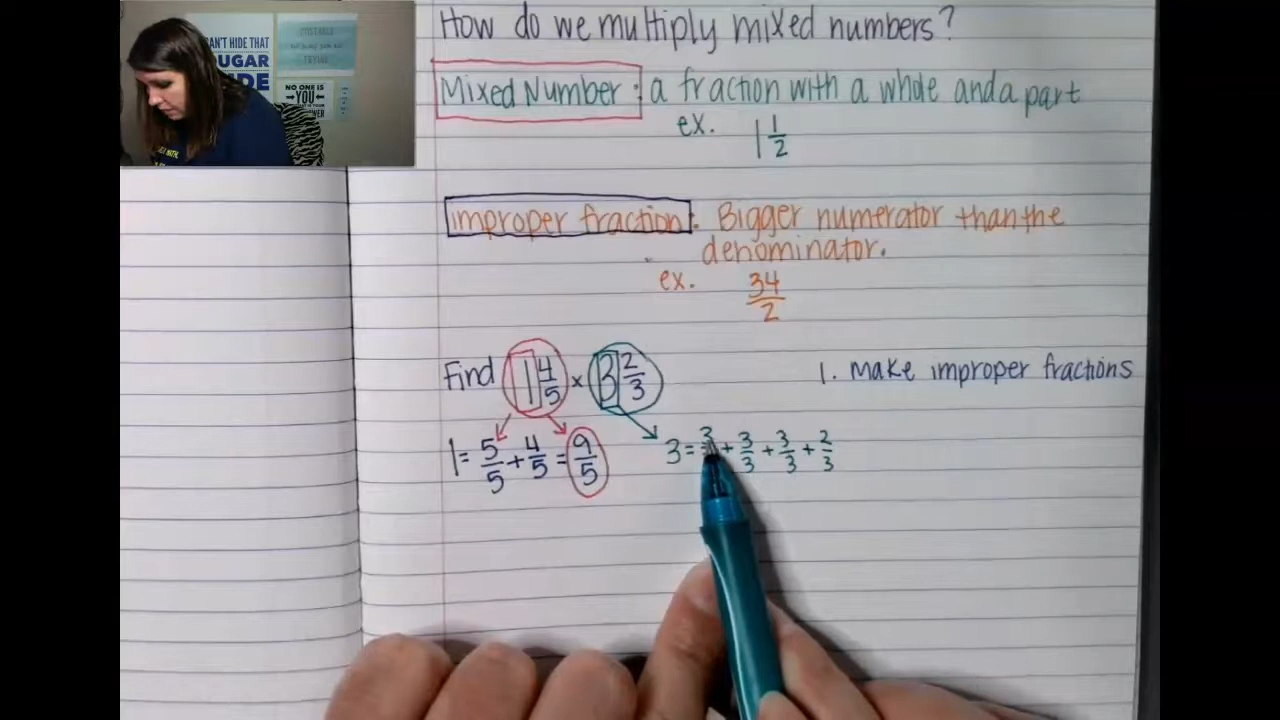 CAN'T HIDE THAT
COUGAR
NO ONE IS
YOU
How do we multiply mixed numbers?
Mixed Number: a fraction with a whole and a part
ex. 1 1/2
improper fraction: Bigger numerator than the
denominator.
ex. 34/2
Find 1 4/5 × 3 2/3
1. Make improper fractions
1 = 5/5 + 4/5 = 9/5
3 = 3/3 + 3/3 + 3/3 + 2/3